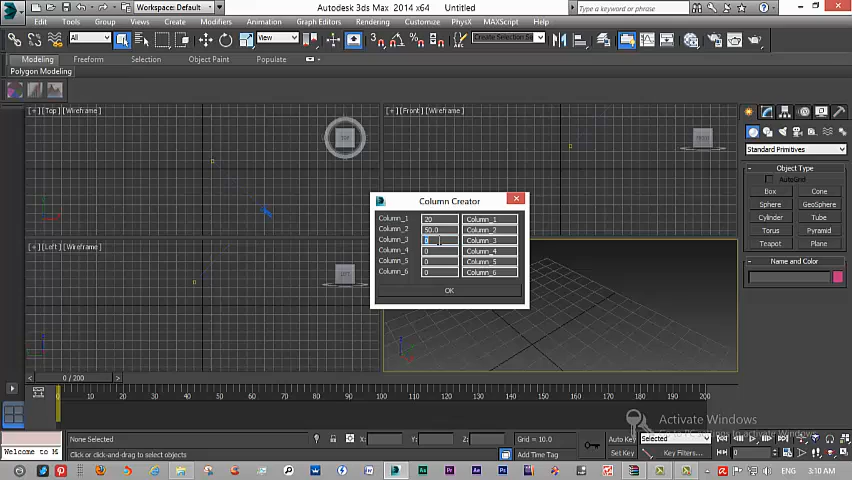 Autodesk 3ds Max 2014 x64 Untitled
Workspace: Default
Type a keyword or phrase
Edit Tools Group Views Create Modifiers Animation Graph Editors Rendering Customize PhysX MAXScript Help
All View Create Selection Se
Modeling Freeform Selection Object Paint Populate
Polygon Modeling
[+] [Top] [Wireframe] [+] [Front] [Wireframe]
TOP
Standard Primitives
Object Type
AutoGrid
Box Cone
Sphere GeoSphere
Cylinder Tube
Torus Pyramid
Teapot Plane
Name and Color
Column Creator
Column_1 20 Column_1
Column_2 50.0 Column_2
Column_3 0 Column_3
Column_4 0 Column_4
Column_5 0 Column_5
Column_6 0 Column_6
OK
[+] [Left] [Wireframe]
0 / 200
0 10 20 30 40 50 60 70 80 90 100 110 120 130 140 150 160 170 180 190 200
Activate Windows
None Selected X: Y: Z: Grid = 10.0 Auto Key Selected
Welcome to M Click or click-and-drag to select objects Add Time Tag Set Key Key Filters... 0
ENG 3:10 AM